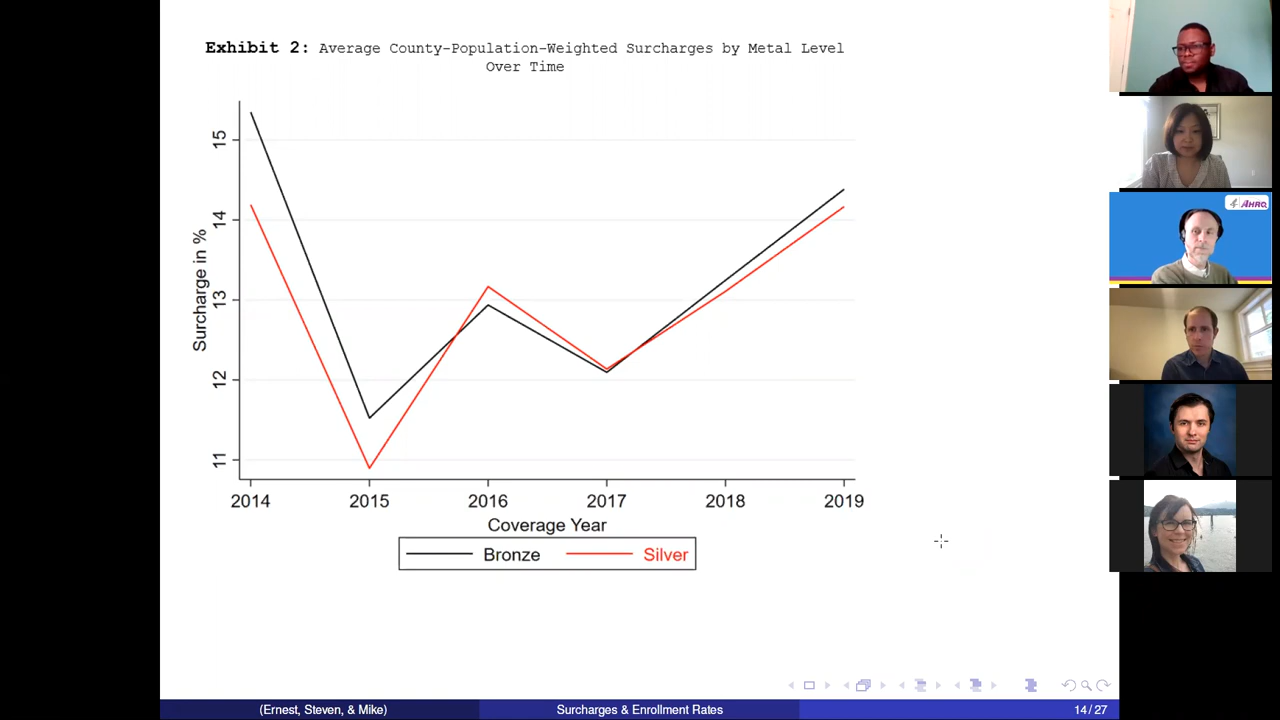 Exhibit 2: Average County-Population-Weighted Surcharges by Metal Level
Over Time
Surcharge in %
15
14
13
12
11
2014 2015 2016 2017 2018 2019
Coverage Year
Bronze Silver
AHRQ
(Ernest, Steven, & Mike) Surcharges & Enrollment Rates 14 / 27